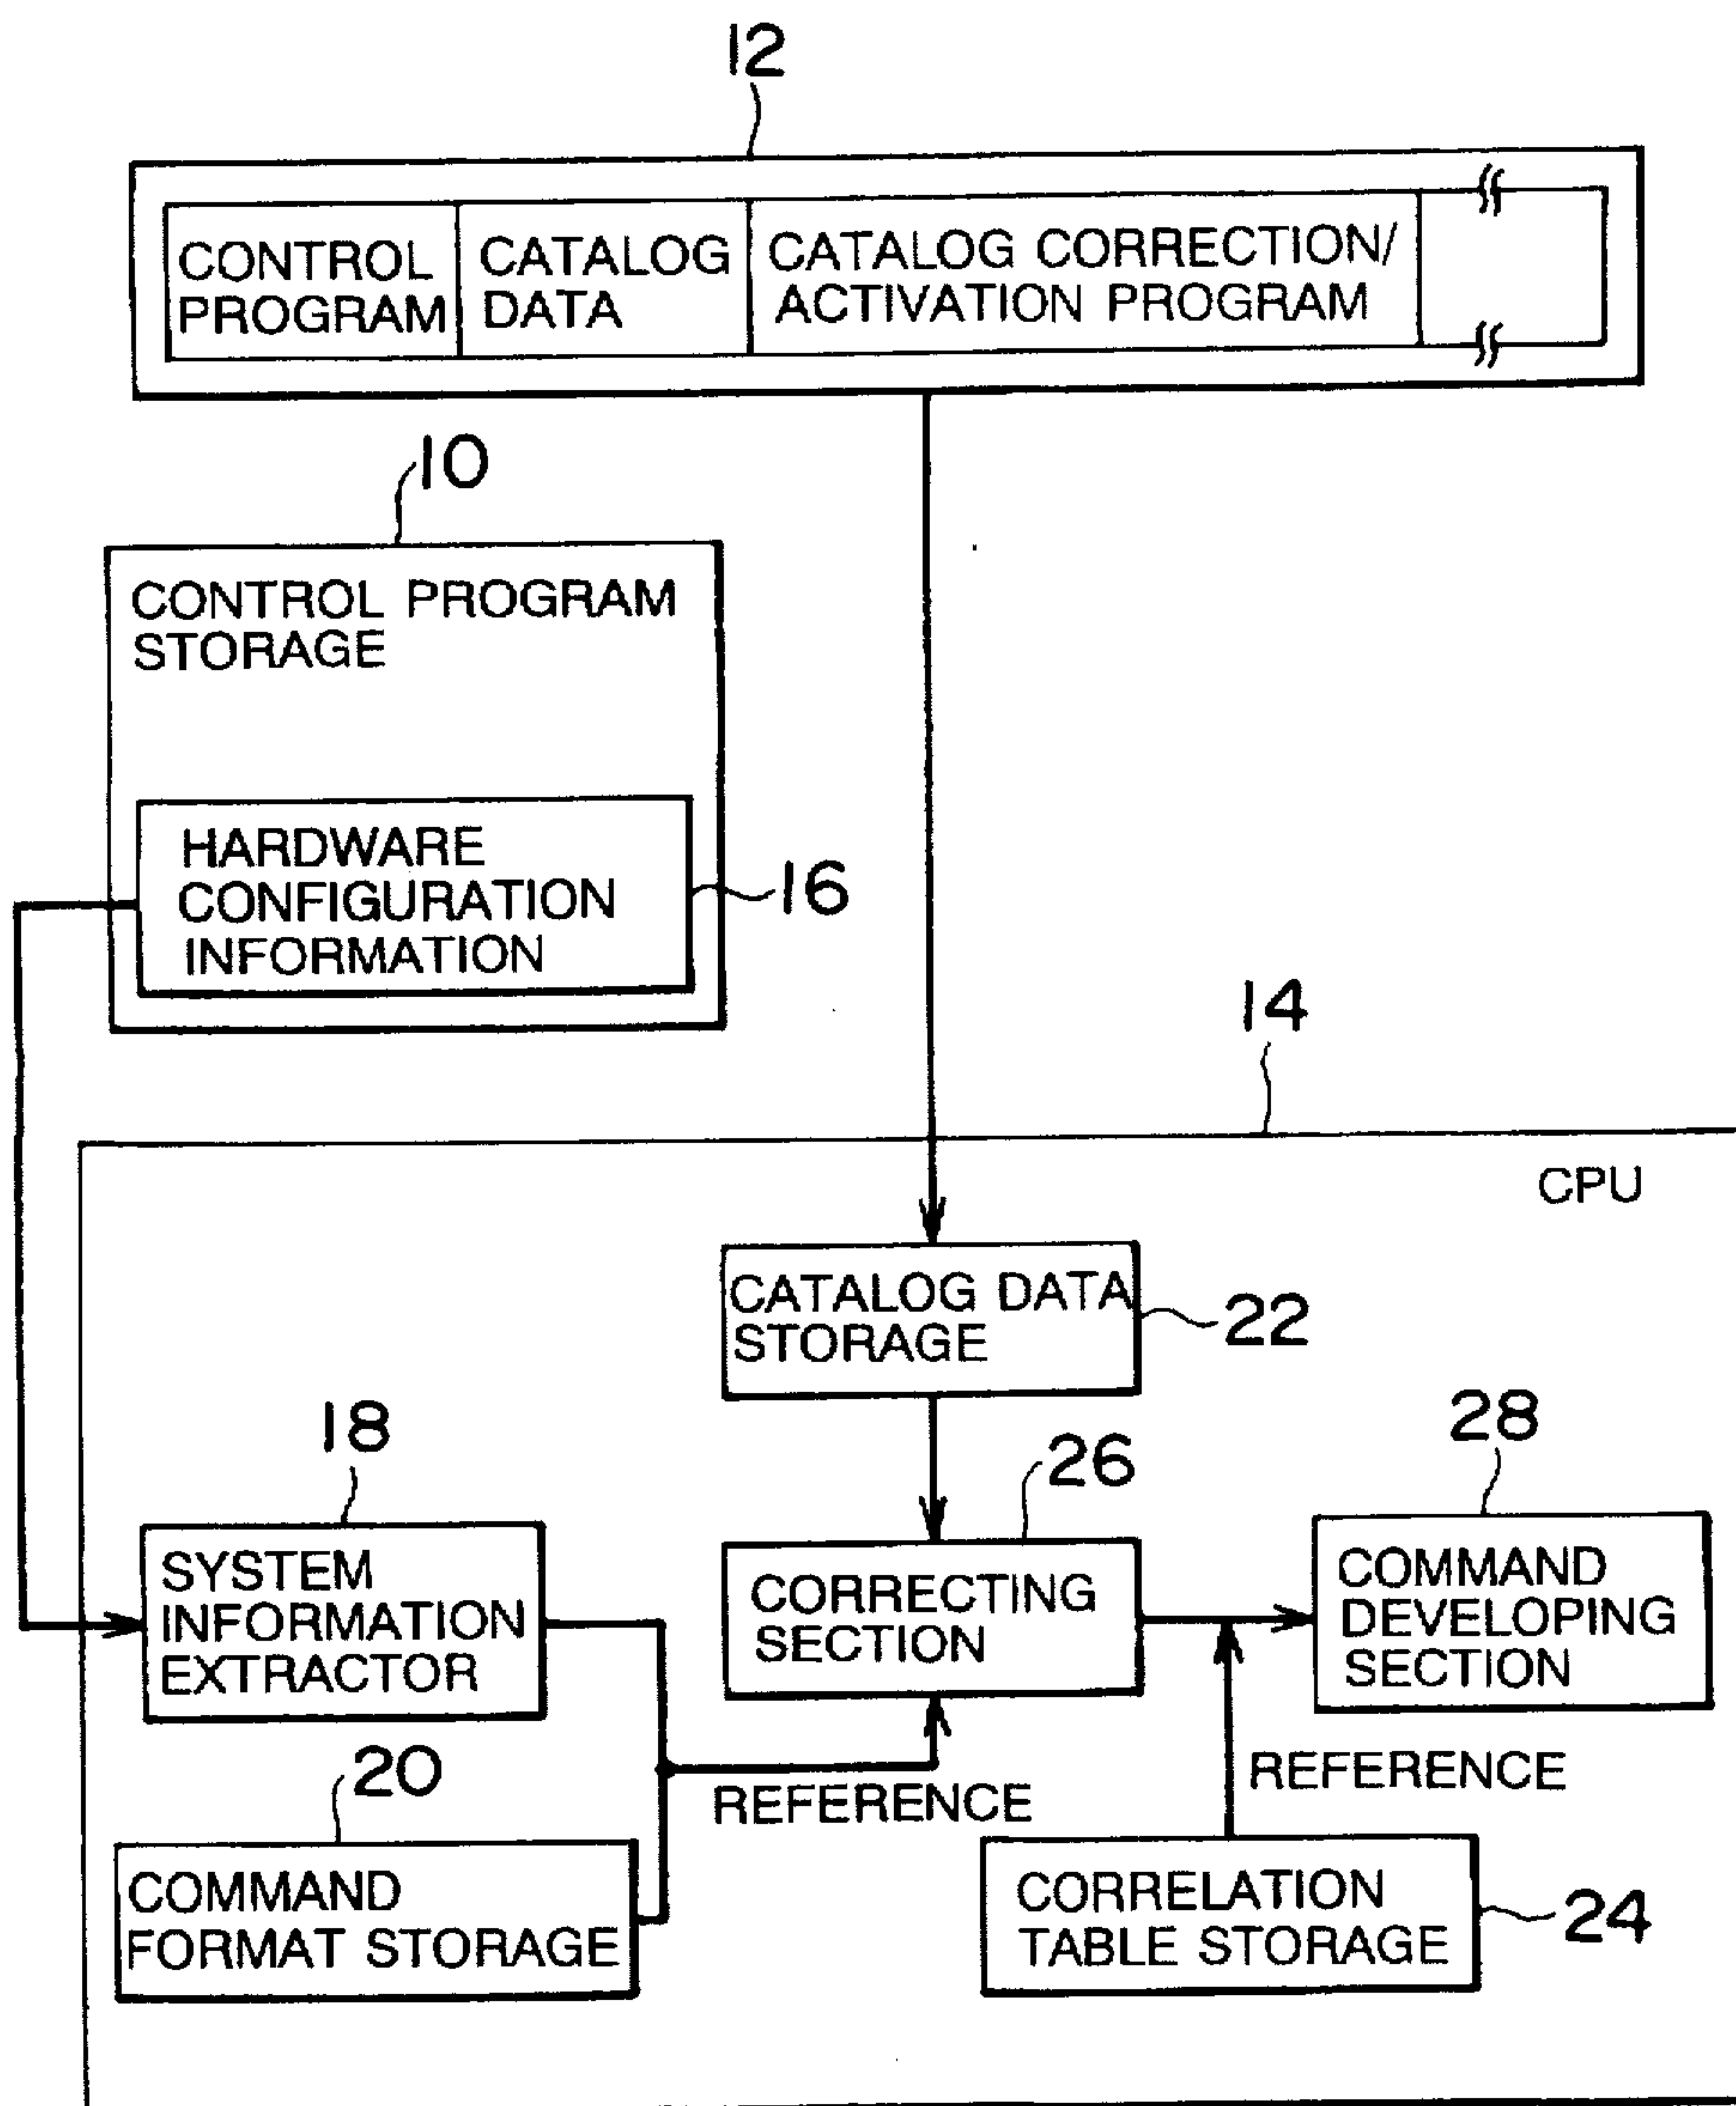 12
CONTROL
PROGRAM
CATALOG
DATA
CATALOG CORRECTION/
ACTIVATION PROGRAM
10
CONTROL PROGRAM
STORAGE
HARDWARE
CONFIGURATION
INFORMATION
16
14
CPU
CATALOG DATA
STORAGE
22
18
SYSTEM
INFORMATION
EXTRACTOR
26
CORRECTING
SECTION
28
COMMAND
DEVELOPING
SECTION
20
COMMAND
FORMAT STORAGE
REFERENCE
REFERENCE
CORRELATION
TABLE STORAGE
24